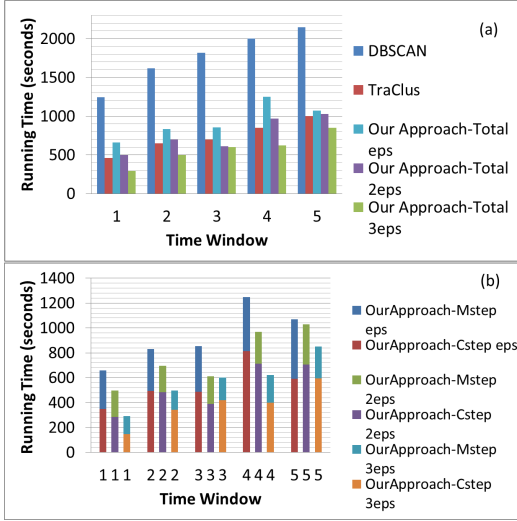 (a)
2000
1500
1000
500
0
Running Time (seconds)
1 2 3 4 5
Time Window
DBSCAN
TraClus
Our Approach-Total
eps
Our Approach-Total
2eps
Our Approach-Total
3eps
(b)
1400
1200
1000
800
600
400
200
0
Running Time (seconds)
1 1 1 2 2 2 3 3 3 4 4 4 5 5 5
Time Window
OurApproach-Mstep
eps
OurApproach-Cstep eps
OurApproach-Mstep
2eps
OurApproach-Cstep
2eps
OurApproach-Mstep
3eps
OurApproach-Cstep
3eps